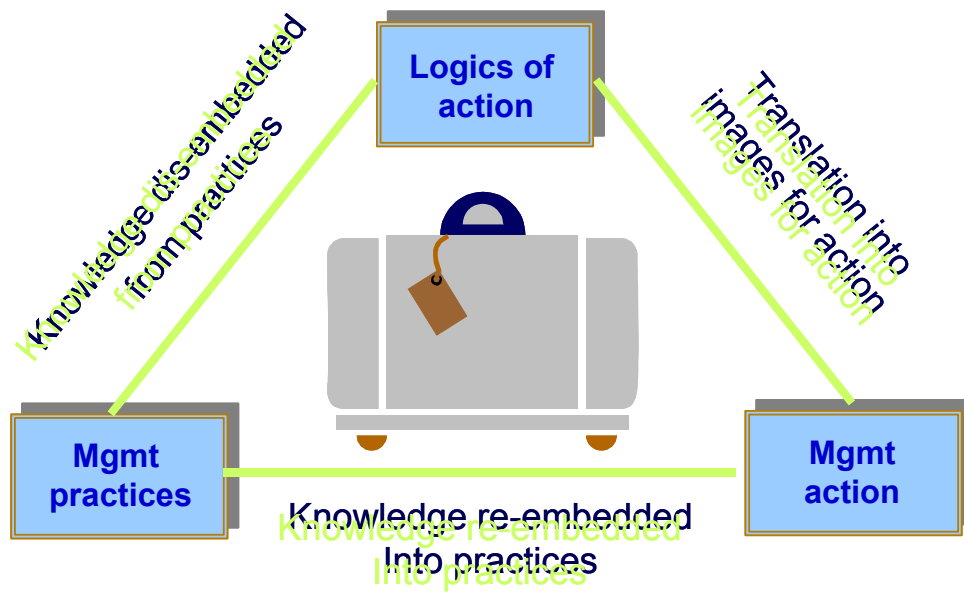 Logics of
action
Knowledge dis-embedded
from practices
Translation into
images for action
Mgmt
practices
Mgmt
action
Knowledge re-embedded
Into practices